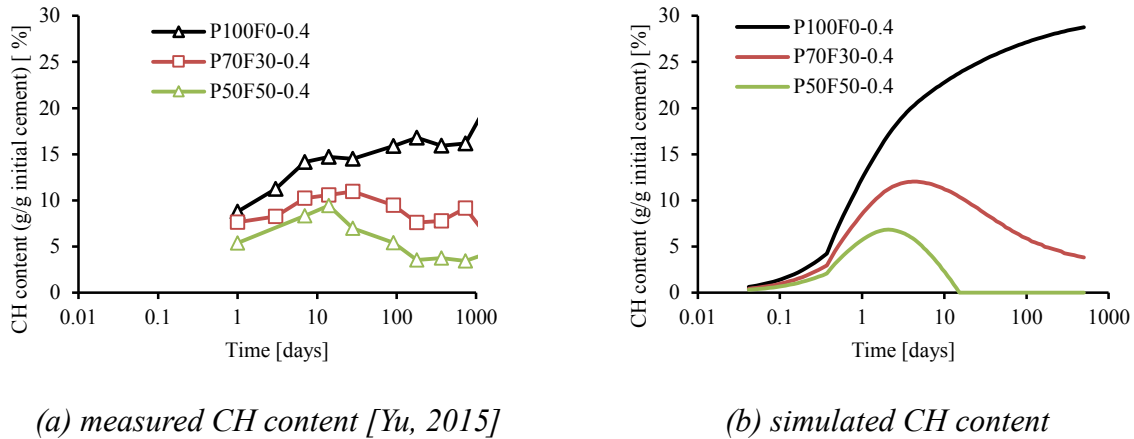 CH content (g/g initial cement) [ %]
30
25
20
15
10
5
0
P100F0-0.4
P70F30-0.4
P50F50-0.4
0.01 0.1 1 10 100 1000
Time [days]
(a) measured CH content [Yu, 2015]
CH content (g/g initial cement) [%]
30
25
20
15
10
5
0
P100F0-0.4
P70F30-0.4
P50F50-0.4
0.01 0.1 1 10 100 1000
Time [days]
(b) simulated CH content